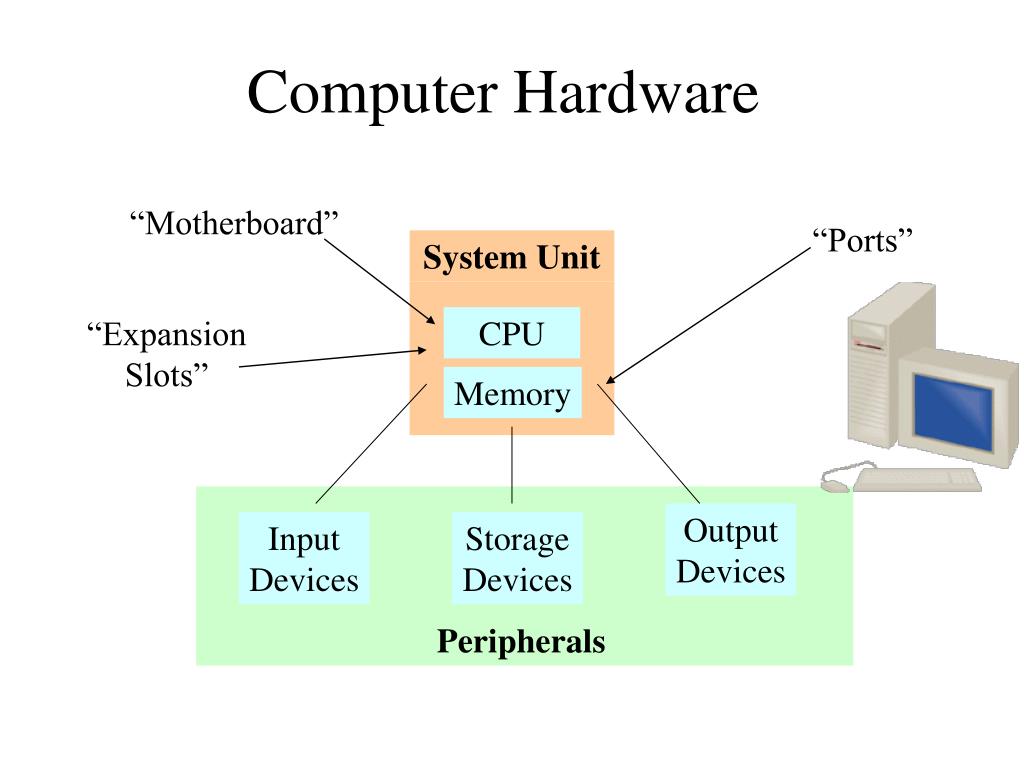 Computer Hardware
“Motherboard”
“Ports”
System Unit
“Expansion
Slots”
CPU
Memory
Input
Devices
Storage
Devices
Output
Devices
Peripherals